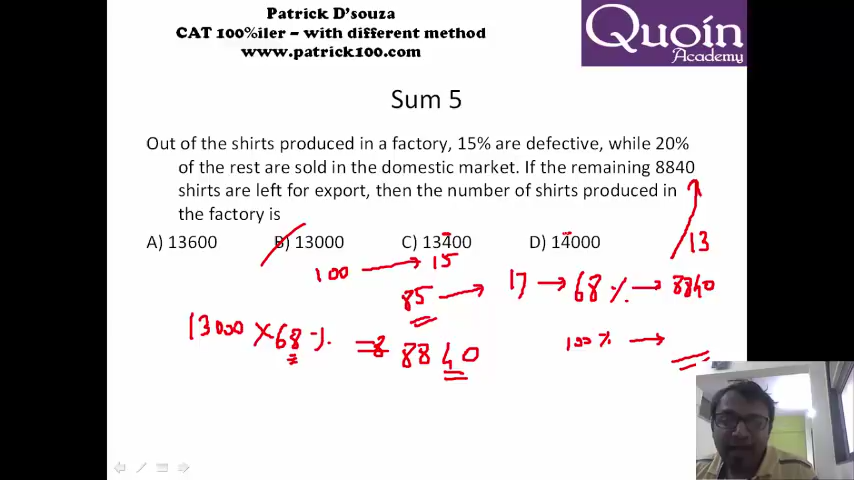 Patrick D'souza
CAT 100%iler – with different method
www.patrick100.com
Quoin
Academy
Sum 5
Out of the shirts produced in a factory, 15% are defective, while 20%
of the rest are sold in the domestic market. If the remaining 8840
shirts are left for export, then the number of shirts produced in
the factory is
A) 13600 B) 13000 C) 13400 D) 14000
13
100 → 15
85 → 17 → 68 % → 8840
13000 × 68 %. = 8840
100 % →